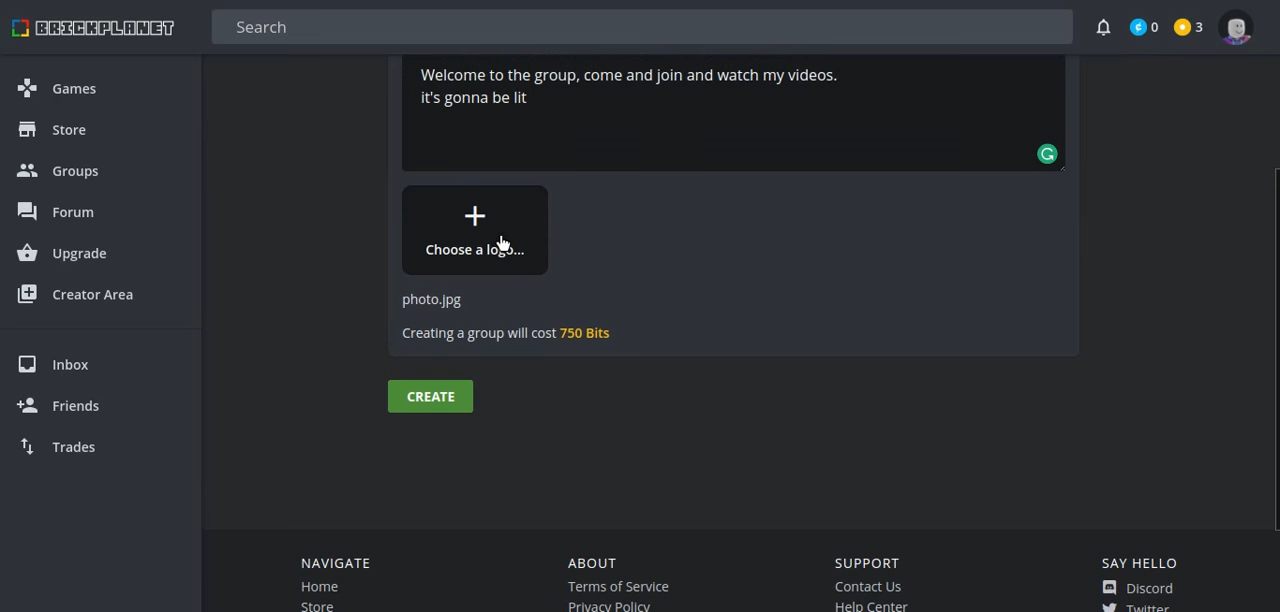 BRICKPLANET
Search
0
3
Games
Store
Groups
Forum
Upgrade
Creator Area
Inbox
Friends
Trades
Welcome to the group, come and join and watch my videos.
it's gonna be lit
Choose a logo...
photo.jpg
Creating a group will cost 750 Bits
CREATE
NAVIGATE
Home
Store
ABOUT
Terms of Service
Privacy Policy
SUPPORT
Contact Us
Help Center
SAY HELLO
Discord
Twitter